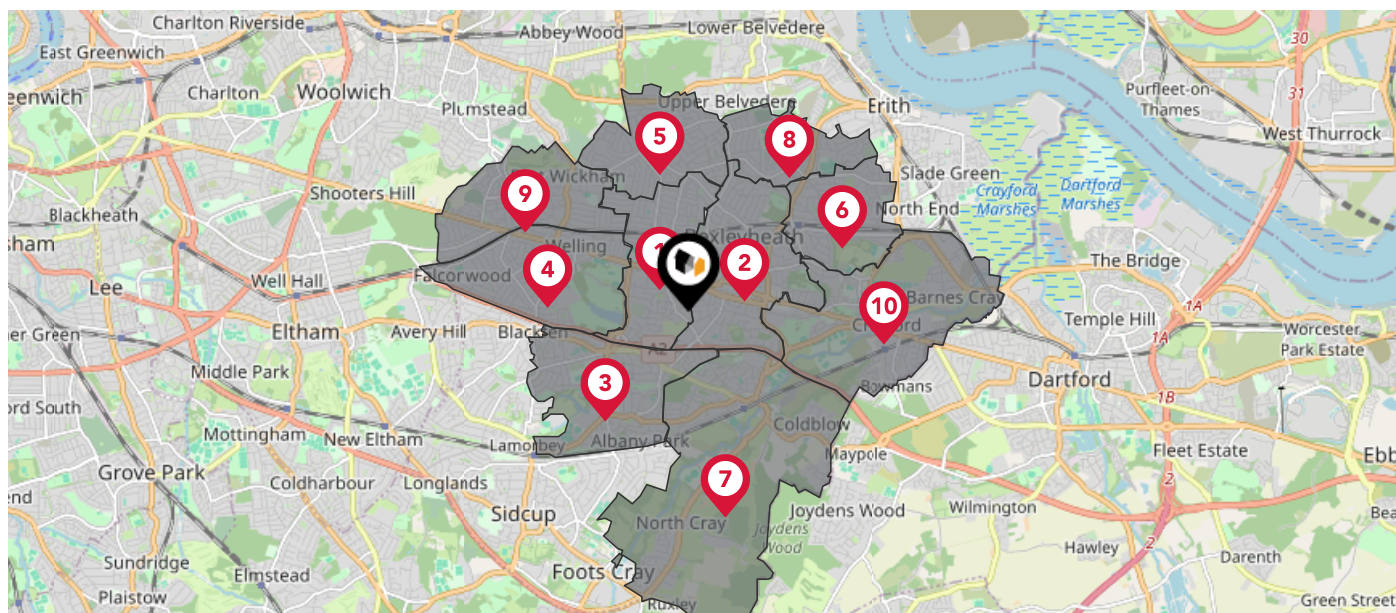 Charlton Riverside
Abbey Wood
Lower Belvedere
30
East Greenwich
eenwich
Charlton
Woolwich
Plumstead
Upper Belvedere
Erith
31
Purfleet-on-
Thames
West Thurrock
5
8
Shooters Hill
Wickham
9
Slade Green
Crayford
Marshes
Dartford
Marshes
6
North End
Blackheath
sham
Welling
Bexleyheath
1
2
4
Falconwood
Well Hall
Lee
The Bridge
Barnes Cray
10
1A
Temple Hill
er Green
Eltham
Avery Hill
Blackfen
A2
Crayford
1A
Worcester
Park Estate
Middle Park
3
Bowmans
Dartford
1B
ord South
Mottingham
New Eltham
Lamorbey
Albany Park
Coldblow
Maypole
Fleet Estate
Ebb
Grove Park
Coldharbour
Longlands
7
2
end
Sidcup
North Cray
Joydens
Wood
Joydens Wood
Wilmington
Bea
2
Hawley
Darenth
Sundridge
Elmstead
Foots Cray
Plaistow
Ruxley
Green Street